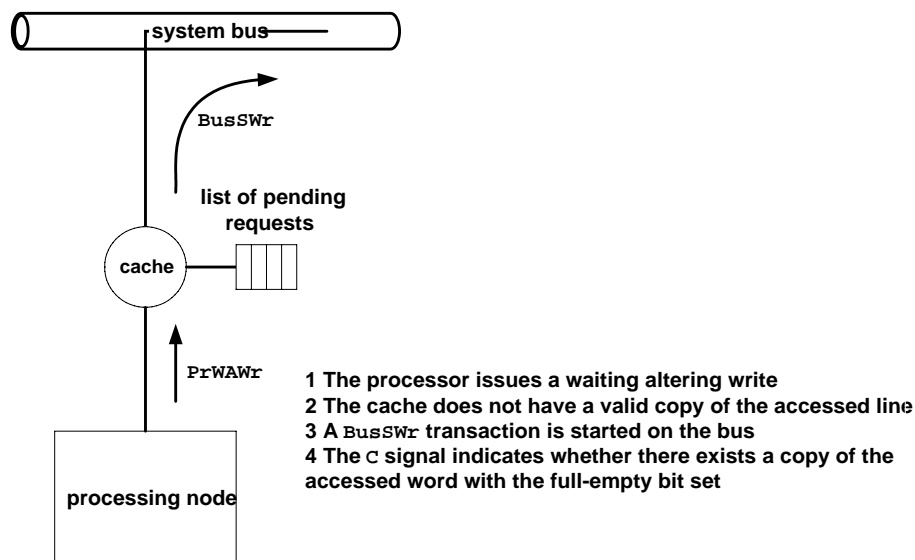 system bus
BusSWr
list of pending
requests
cache
PrWAWr
1 The processor issues a waiting altering write
2 The cache does not have a valid copy of the accessed line
3 A BusSWr transaction is started on the bus
4 The C signal indicates whether there exists a copy of the
accessed word with the full-empty bit set
processing node